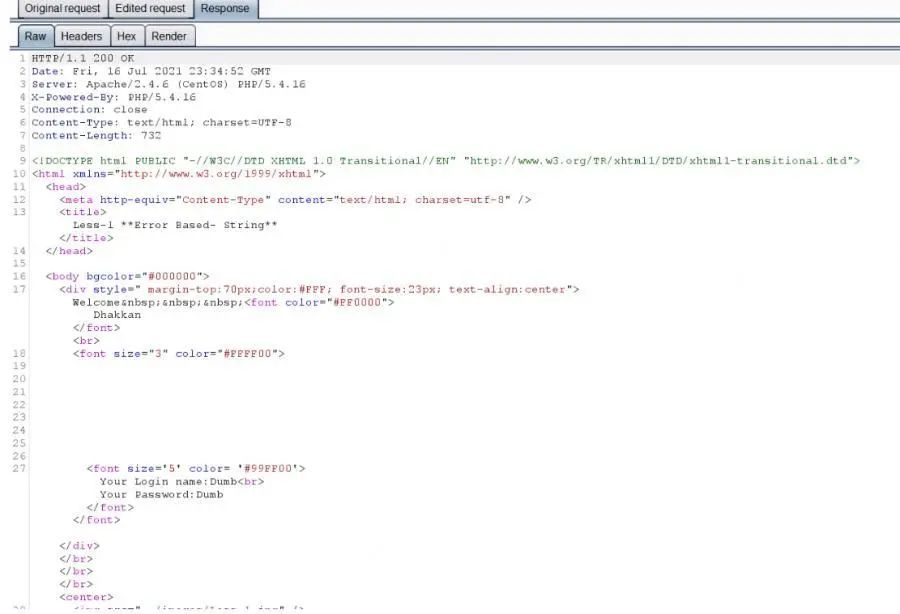 Original request Edited request Response
Raw Headers Hex Render
1 HTTP/1.1 200 OK
2 Date: Fri, 16 Jul 2021 23:34:52 GMT
3 Server: Apache/2.4.6 (CentOS) PHP/5.4.16
4 X-Powered-By: PHP/5.4.16
5 Connection: close
6 Content-Type: text/html; charset=UTF-8
7 Content-Length: 732
8
9 <!DOCTYPE html PUBLIC "-//W3C//DTD XHTML 1.0 Transitional//EN" "http://www.w3.org/TR/xhtml1/DTD/xhtml1-transitional.dtd">
10 <html xmlns="http://www.w3.org/1999/xhtml">
11 <head>
12 <meta http-equiv="Content-Type" content="text/html; charset=utf-8" />
13 <title>
Less-1 **Error Based- String**
</title>
14 </head>
15
16 <body bgcolor="#000000">
17 <div style=" margin-top:70px;color:#FFF; font-size:23px; text-align:center">
Welcome&nbsp;&nbsp;&nbsp;<font color="#FF0000">
Dhakkan
</font>
<br>
18 <font size="3" color="#FFFF00">
19
20
21
22
23
24
25
26
27 <font size='5' color= '#99FF00'>
Your Login name:Dumb<br>
Your Password:Dumb
</font>
</font>
</div>
</br>
</br>
</br>
<center>